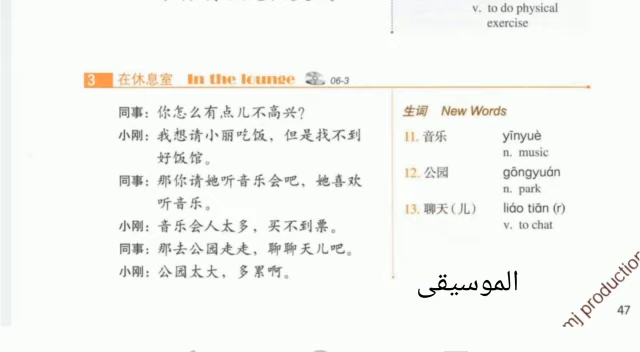 v. to do physical
exercise
3 在休息室 In the lounge 06-3
同事：你怎么有点儿不高兴？
小刚：我想请小丽吃饭，但是找不到
好饭馆。
同事：那你请她听音乐会吧，她喜欢
听音乐。
小刚：音乐会人太多，买不到票。
同事：那去公园走走，聊聊天儿吧。
小刚：公园太大，多累啊。
生词 New Words
11. 音乐 yīnyuè
n. music
12. 公园 gōngyuán
n. park
13. 聊天（儿） liáo tiān (r)
v. to chat
الموسيقى
mj production
47